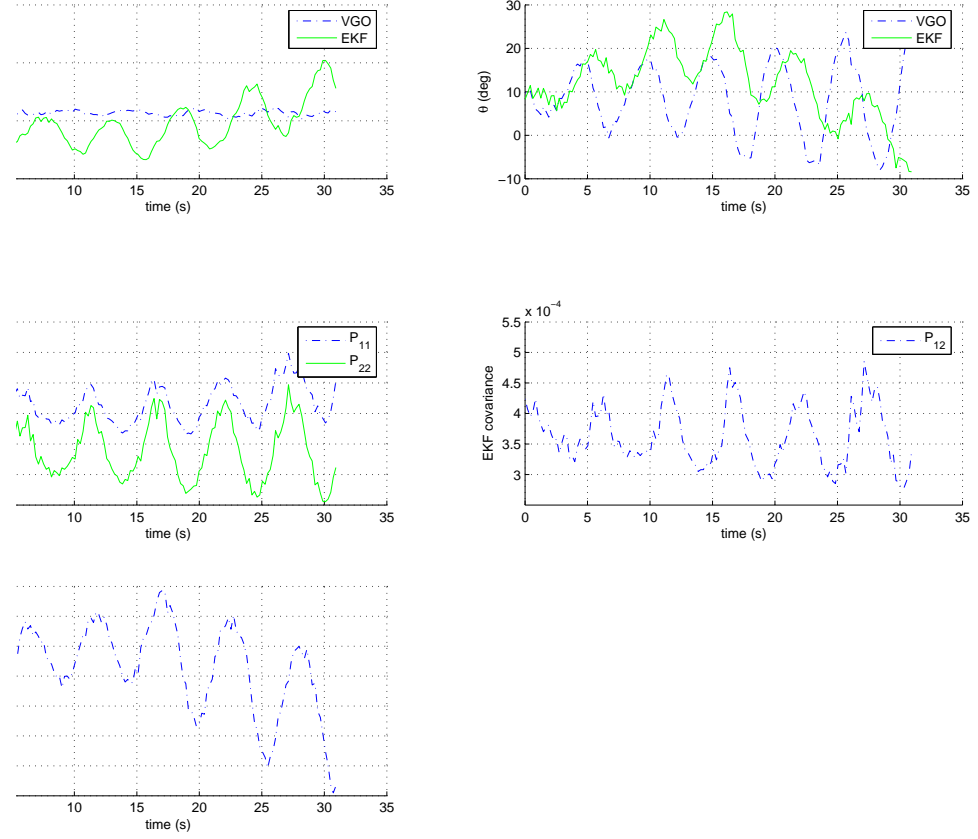 VGO
EKF
10 15 20 25 30 35
time (s)
VGO
EKF
θ (deg)
30
20
10
0
−10
0 5 10 15 20 25 30 35
time (s)
P11
P22
10 15 20 25 30 35
time (s)
x 10−4
P12
EKF covariance
5.5
5
4.5
4
3.5
3
0 5 10 15 20 25 30 35
time (s)
10 15 20 25 30 35
time (s)